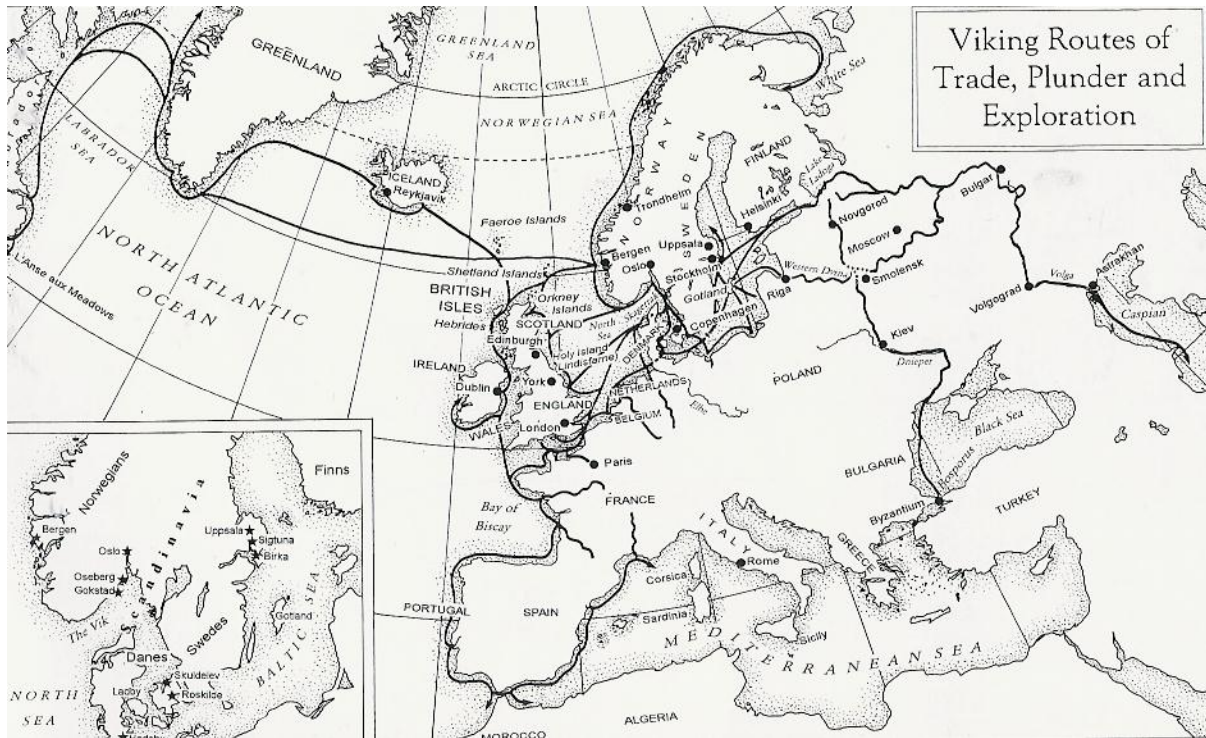 Viking Routes of
Trade, Plunder and
Exploration
GREENLAND
GREENLAND
SEA
ARCTIC CIRCLE
NORWEGIAN SEA
White Sea
LABRADOR
SEA
ICELAND
Reykjavik
NORWAY
SWEDEN
FINLAND
Lake
Ladoga
Trondheim
Helsinki
Bulgar
Novgorod
Moscow
Faeroe Islands
Uppsala
Bergen
Oslo
Stockholm
NORTH ATLANTIC
OCEAN
L'Anse aux Meadows
Shetland Islands
BRITISH
ISLES
Orkney
Islands
Hebrides
SCOTLAND
North
Sea
Skagerrak
Gotland
Western Dvina
Riga
Smolensk
Volgograd
Volga
Astrakhan
Caspian
Edinburgh
Holy island
(Lindisfarne)
DENMARK
Copenhagen
Kiev
Dnieper
IRELAND
Dublin
York
NETHERLANDS
Elbe
POLAND
ENGLAND
WALES
London
BELGIUM
Black Sea
Paris
BULGARIA
Bosporus
FRANCE
Bay of
Biscay
Byzantium
TURKEY
ITALY
GREECE
Corsica
Rome
PORTUGAL
SPAIN
Sardinia
Sicily
MEDITERRANEAN SEA
ALGERIA
MOROCCO
Norwegians
Finns
Bergen
Scandinavia
Uppsala
Sigtuna
Birka
Oslo
Oseberg
Gokstad
The Vik
Swedes
Gotland
BALTIC SEA
Danes
Skuldelev
Ladby
Roskilde
NORTH
SEA